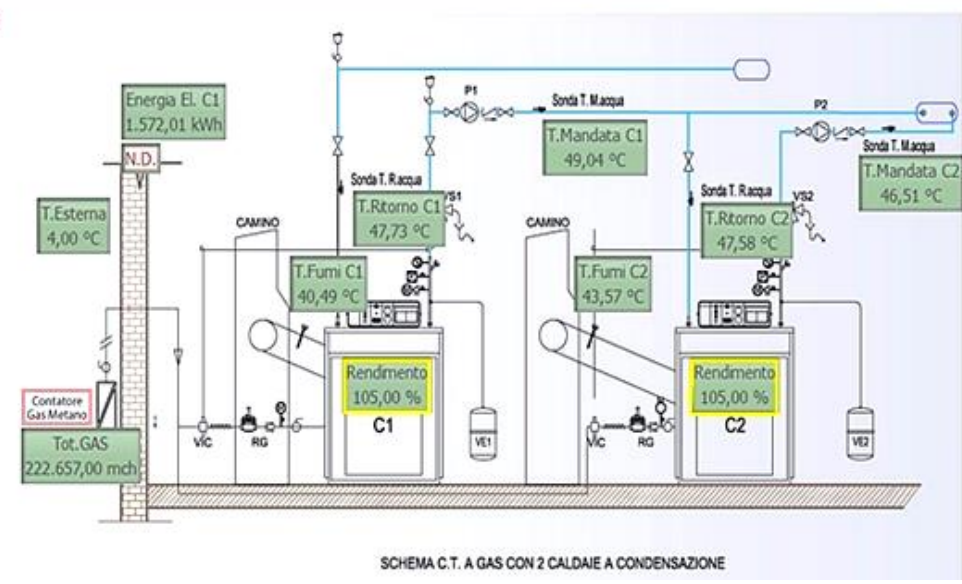 Energia El. C1
1.572,01 kWh
N.D.
T.Esterna
4,00 °C
P1
Sonda T. M.acqua
T.Mandata C1
49,04 °C
P2
Sonda T. M.acqua
T.Mandata C2
46,51 °C
Sonda T. R.acqua
VS1
T.Ritorno C1
47,73 °C
Sonda T. R.acqua
VS2
T.Ritorno C2
47,58 °C
CAMINO
CAMINO
T.Fumi C1
40,49 °C
T.Fumi C2
43,57 °C
Rendimento
105,00 %
C1
Rendimento
105,00 %
C2
Contatore
Gas Metano
Tot.GAS
222.657,00 mch
VIC
RG
VE1
VIC
RG
VE2
SCHEMA C.T. A GAS CON 2 CALDAIE A CONDENSAZIONE